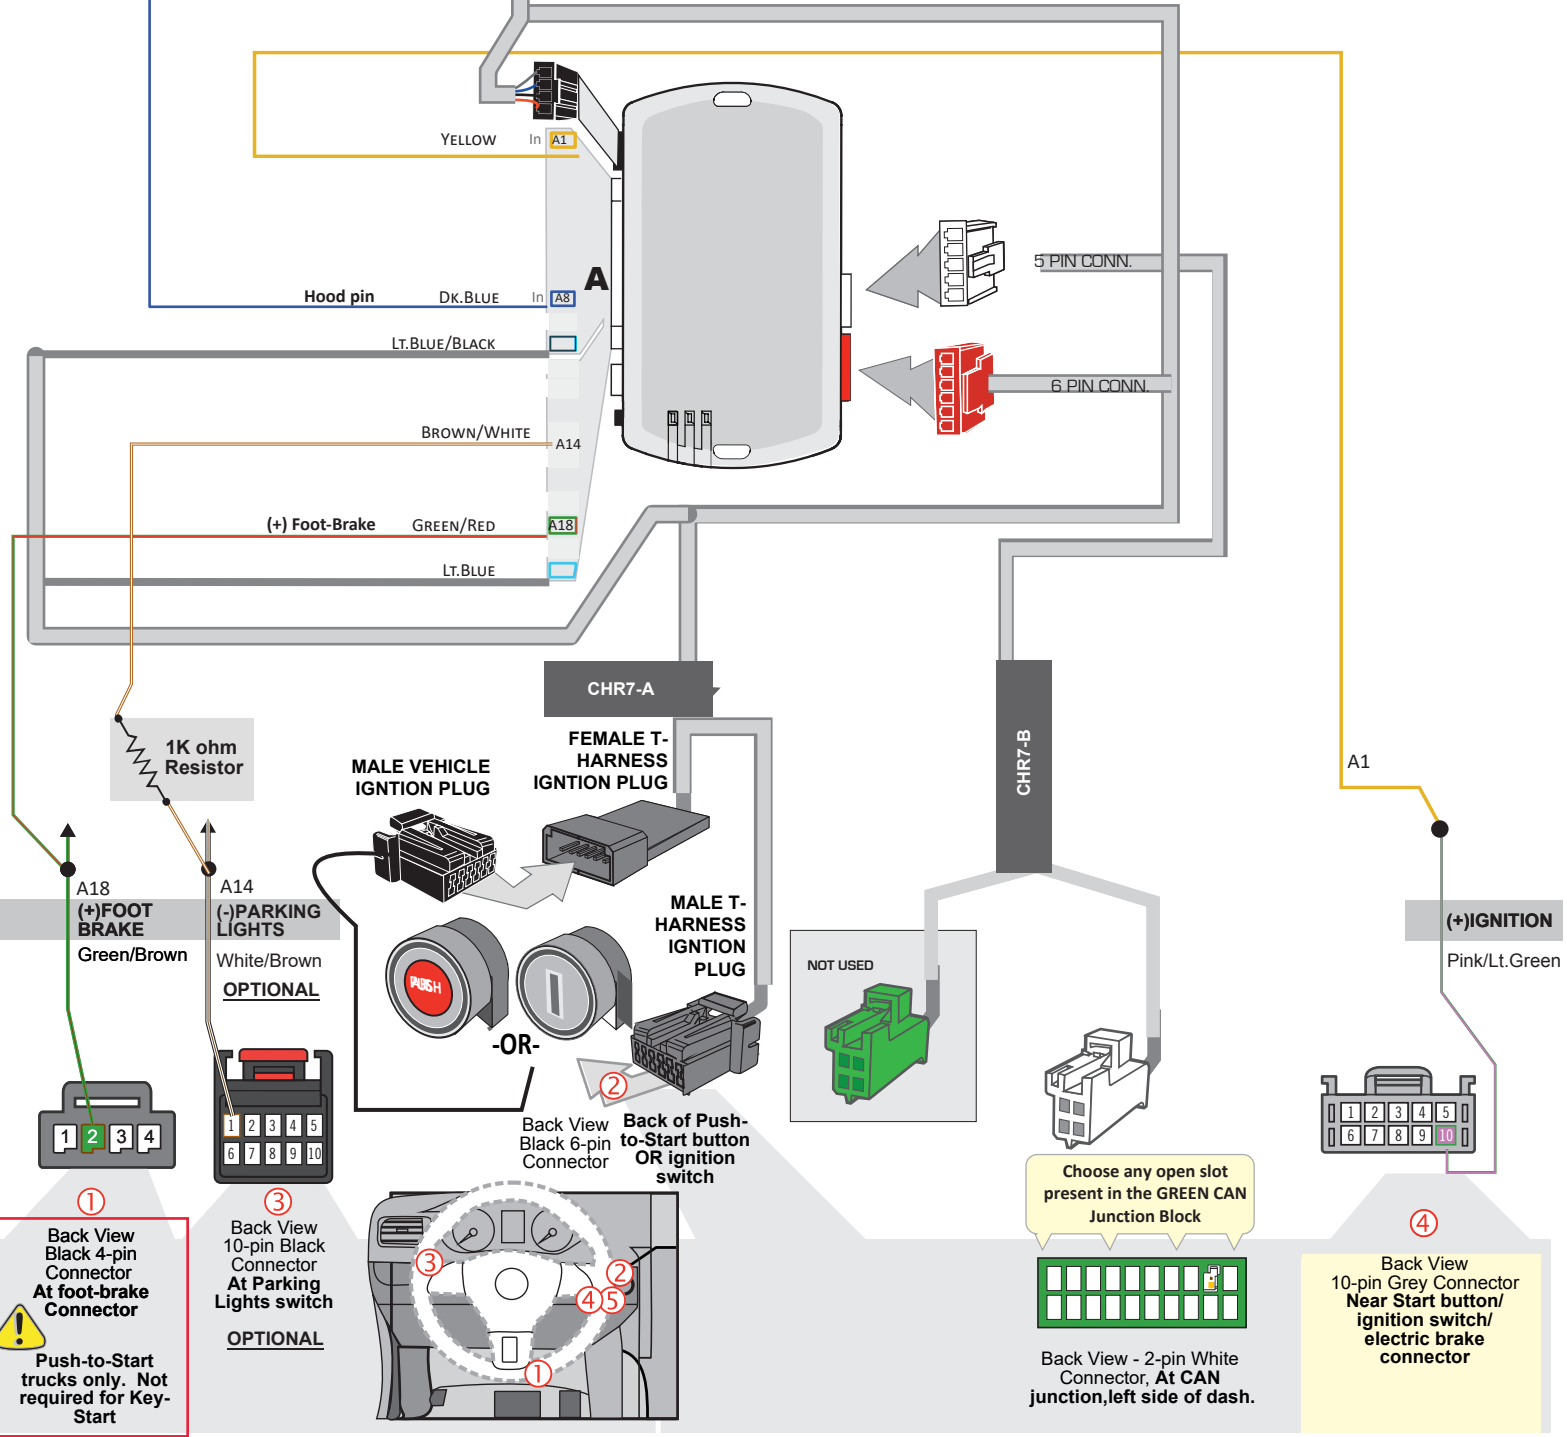 YELLOW In A1
Hood pin DK.BLUE In A8
A
LT.BLUE/BLACK
BROWN/WHITE A14
(+) Foot-Brake GREEN/RED A18
LT.BLUE
5 PIN CONN.
6 PIN CONN.
CHR7-A
CHR7-B
1K ohm
Resistor
MALE VEHICLE
IGNTION PLUG
FEMALE T-
HARNESS
IGNTION PLUG
MALE T-
HARNESS
IGNTION
PLUG
A1
A18
(+)FOOT
BRAKE
Green/Brown
A14
(-)PARKING
LIGHTS
White/Brown
OPTIONAL
-OR-
2
NOT USED
(+)IGNITION
Pink/Lt.Green
1 2 3 4
1 2 3 4 5
6 7 8 9 10
1 2 3 4 5
6 7 8 9 10
1
Back View
Black 4-pin
Connector
At foot-brake
Connector
Push-to-Start
trucks only. Not
required for Key-
Start
3
Back View
10-pin Black
Connector
At Parking
Lights switch
OPTIONAL
Back View
Black 6-pin
Connector
Back of Push-
to-Start button
OR ignition
switch
3
2
4 5
1
Choose any open slot
present in the GREEN CAN
Junction Block
Back View - 2-pin White
Connector, At CAN
junction,left side of dash.
4
Back View
10-pin Grey Connector
Near Start button/
ignition switch/
electric brake
connector